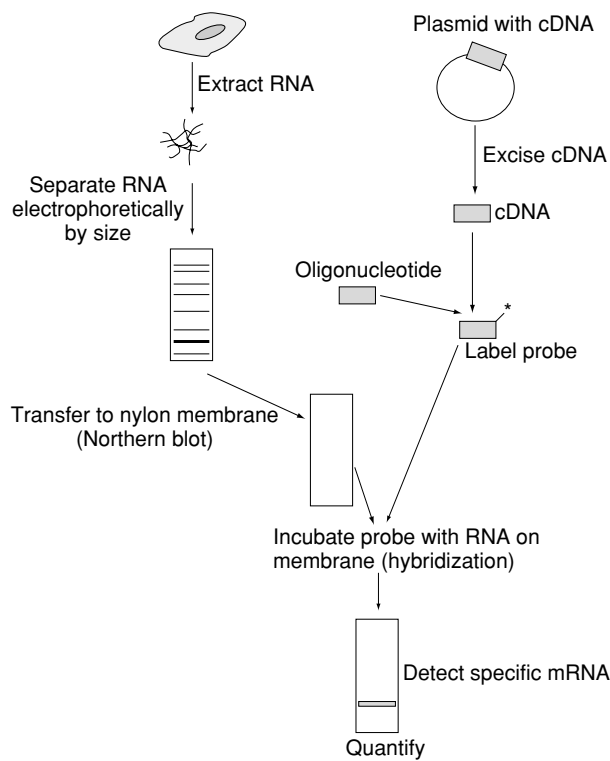 Plasmid with cDNA
Extract RNA
Excise cDNA
Separate RNA
electrophoretically
by size
cDNA
Oligonucleotide
*
Label probe
Transfer to nylon membrane
(Northern blot)
Incubate probe with RNA on
membrane (hybridization)
Detect specific mRNA
Quantify